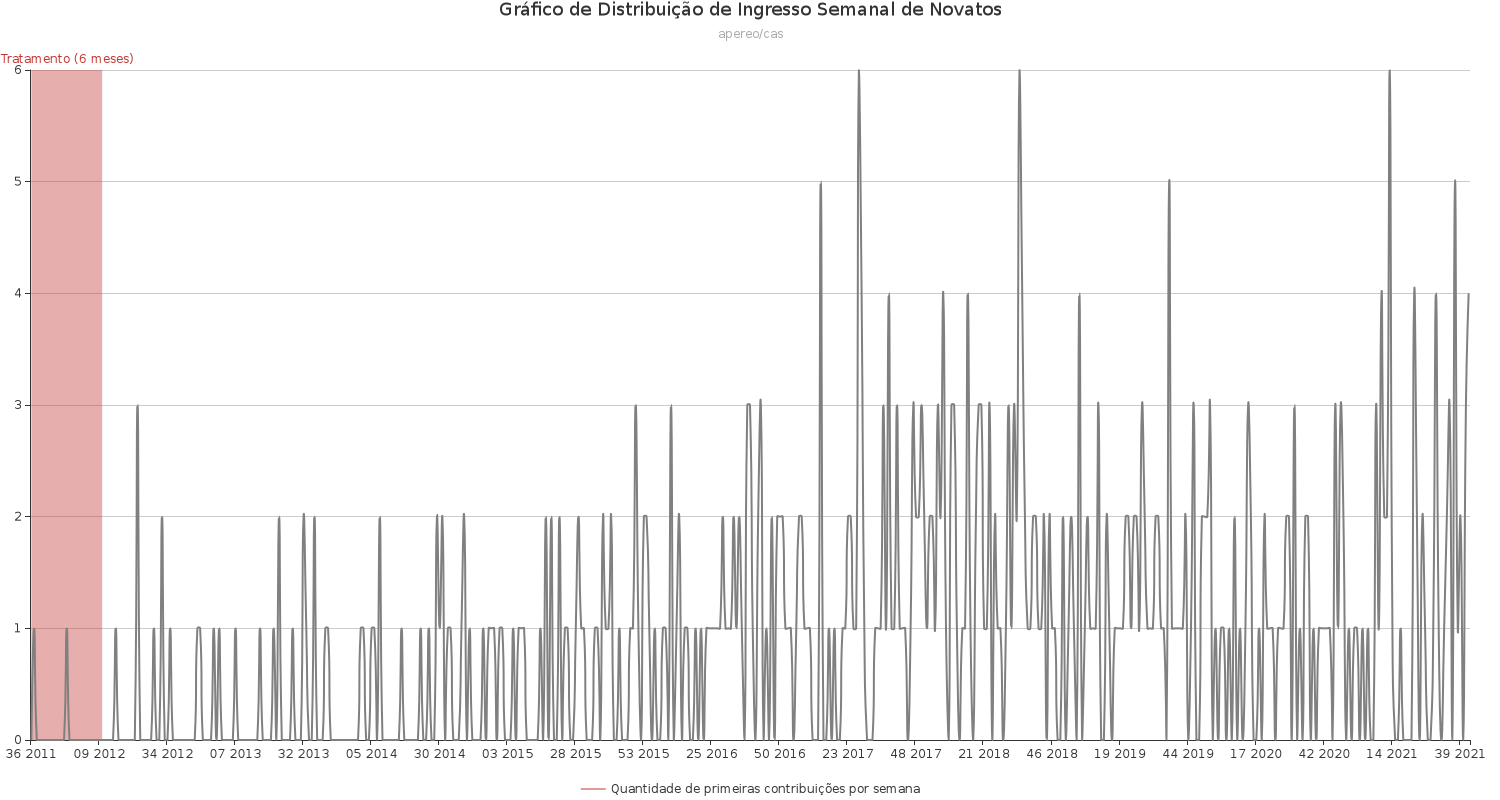 Gráfico de Distribuição de Ingresso Semanal de Novatos
apereo/cas
Tratamento (6 meses)
6
5
4
3
2
1
0
36 2011 09 2012 34 2012 07 2013 32 2013 05 2014 30 2014 03 2015 28 2015 53 2015 25 2016 50 2016 23 2017 48 2017 21 2018 46 2018 19 2019 44 2019 17 2020 42 2020 14 2021 39 2021
Quantidade de primeiras contribuições por semana